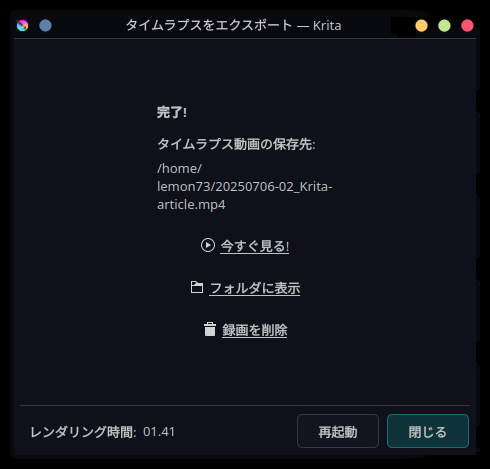 タイムラプスをエクスポート — Krita
完了!
タイムラプス動画の保存先:
/home/
lemon73/20250706-02_Krita-
article.mp4
今すぐ見る!
フォルダに表示
録画を削除
レンダリング時間: 01.41
再起動
閉じる